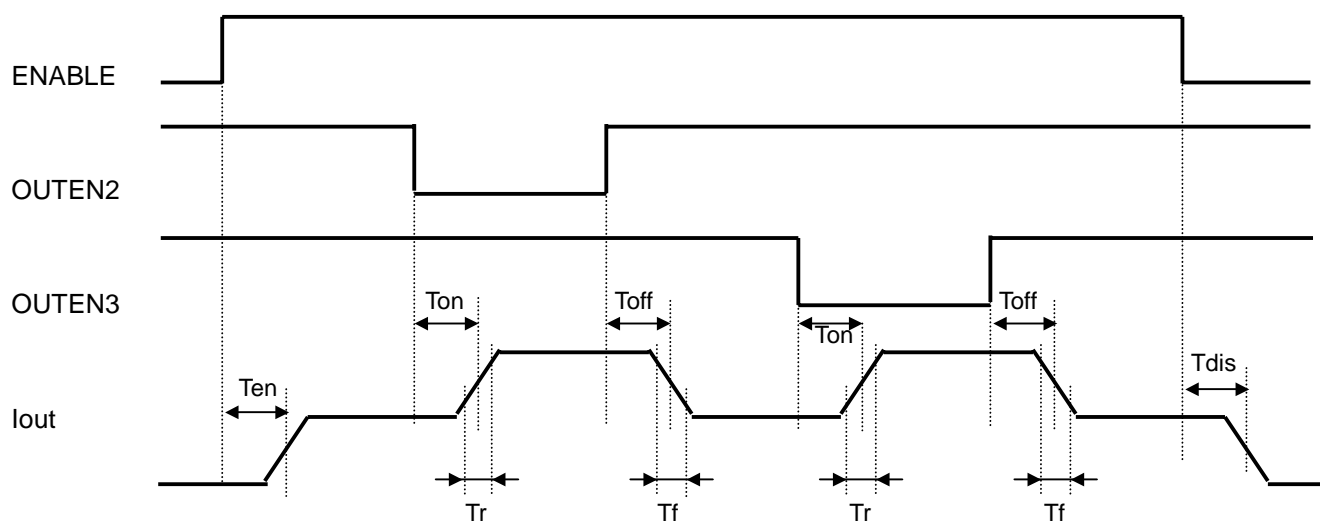 ENABLE
OUTEN2
OUTEN3
Ton
Toff
Ton
Toff
Iout
Ten
Tdis
Tr
Tf
Tr
Tf